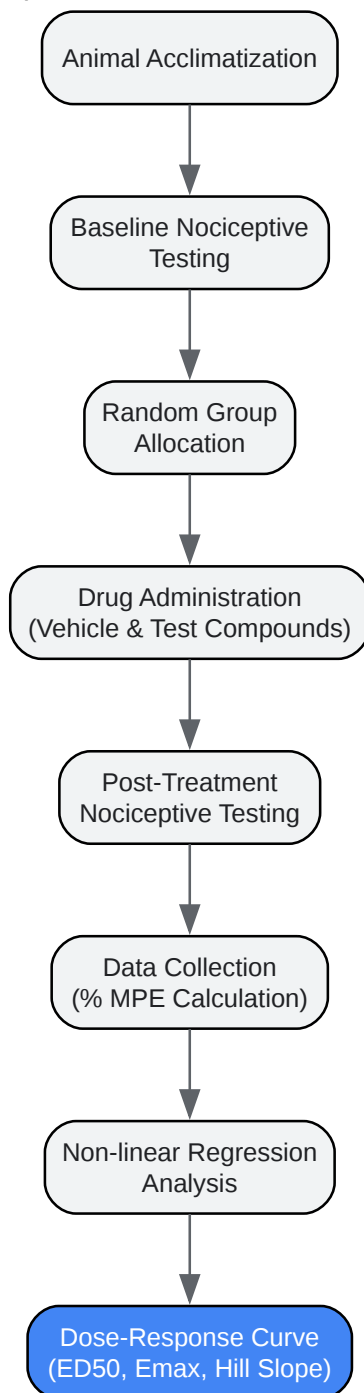 Animal Acclimatization
Baseline Nociceptive
Testing
Random Group
Allocation
Drug Administration
(Vehicle & Test Compounds)
Post-Treatment
Nociceptive Testing
Data Collection
(% MPE Calculation)
Non-linear Regression
Analysis
Dose-Response Curve
(ED50, Emax, Hill Slope)